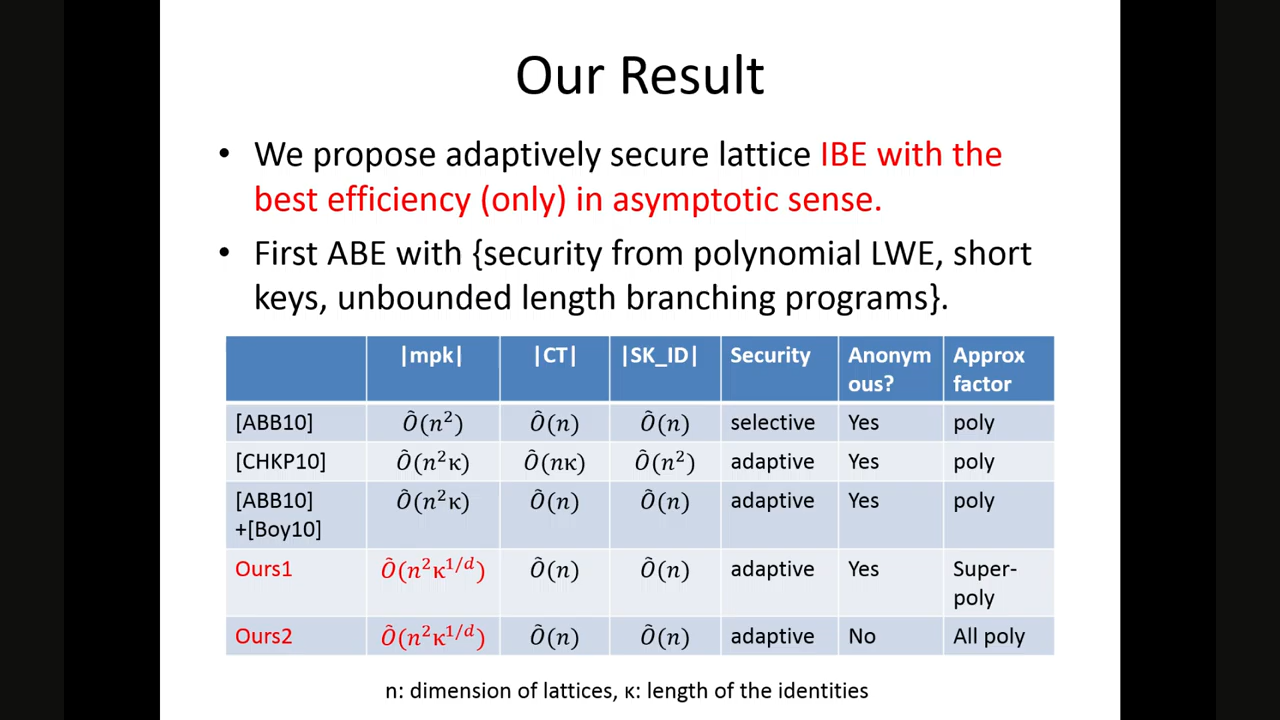 Our Result
• We propose adaptively secure lattice IBE with the
best efficiency (only) in asymptotic sense.
• First ABE with {security from polynomial LWE, short
keys, unbounded length branching programs}.
|mpk| |CT| |SK_ID| Security Anonymous? Approx factor
[ABB10] Õ(n²) Õ(n) Õ(n) selective Yes poly
[CHKP10] Õ(n²κ) Õ(nκ) Õ(n²) adaptive Yes poly
[ABB10] +[Boy10] Õ(n²κ) Õ(n) Õ(n) adaptive Yes poly
Ours1 Õ(n²κ^{1/d}) Õ(n) Õ(n) adaptive Yes Super-poly
Ours2 Õ(n²κ^{1/d}) Õ(n) Õ(n) adaptive No All poly
n: dimension of lattices, κ: length of the identities